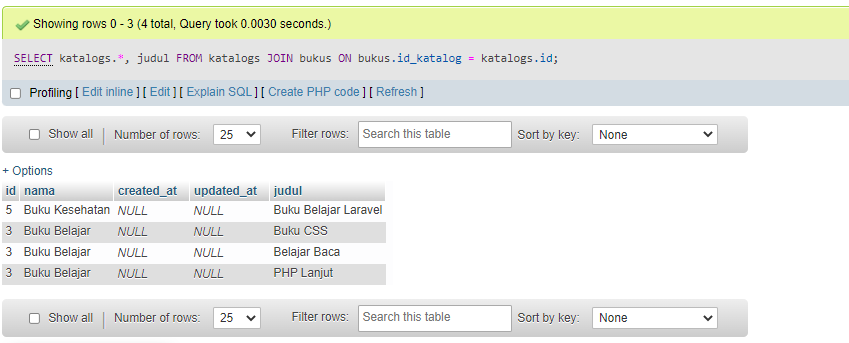 Showing rows 0 - 3 (4 total, Query took 0.0030 seconds.)
SELECT katalogs.*, judul FROM katalogs JOIN bukus ON bukus.id_katalog = katalogs.id;
Profiling [ Edit inline ] [ Edit ] [ Explain SQL ] [ Create PHP code ] [ Refresh ]
Show all | Number of rows: 25 Filter rows: Search this table Sort by key: None
+ Options
id nama created_at updated_at judul
5 Buku Kesehatan NULL NULL Buku Belajar Laravel
3 Buku Belajar NULL NULL Buku CSS
3 Buku Belajar NULL NULL Belajar Baca
3 Buku Belajar NULL NULL PHP Lanjut
Show all | Number of rows: 25 Filter rows: Search this table Sort by key: None